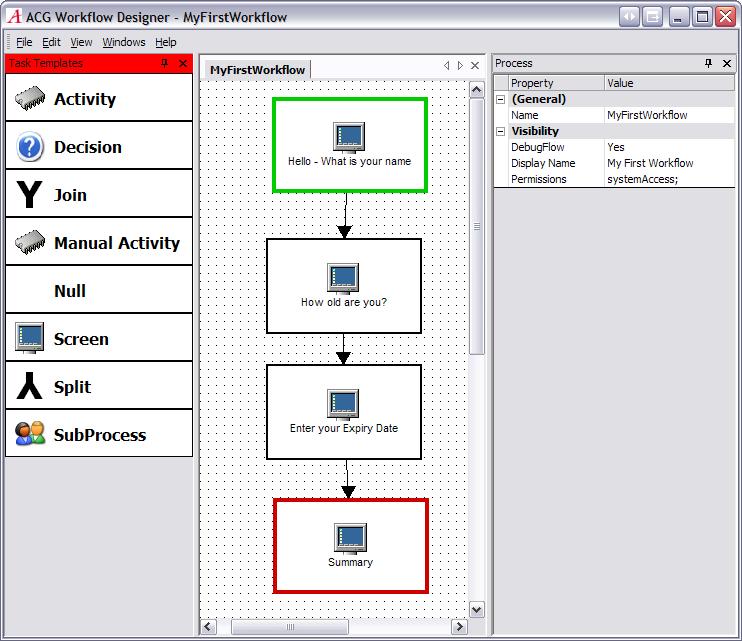 ACG Workflow Designer - MyFirstWorkflow
File Edit View Windows Help
Task Templates
Activity
Decision
Join
Manual Activity
Null
Screen
Split
SubProcess
MyFirstWorkflow
Hello - What is your name
How old are you?
Enter your Expiry Date
Summary
Process
Property Value
(General)
Name MyFirstWorkflow
Visibility
DebugFlow Yes
Display Name My First Workflow
Permissions systemAccess;